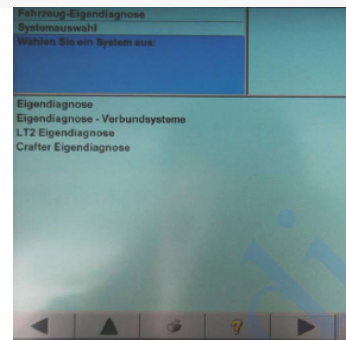 Fahrzeug-Eigendiagnose
Systemauswahl
Wählen Sie ein System aus:
Eigendiagnose
Eigendiagnose - Verbundsysteme
LT2 Eigendiagnose
Crafter Eigendiagnose